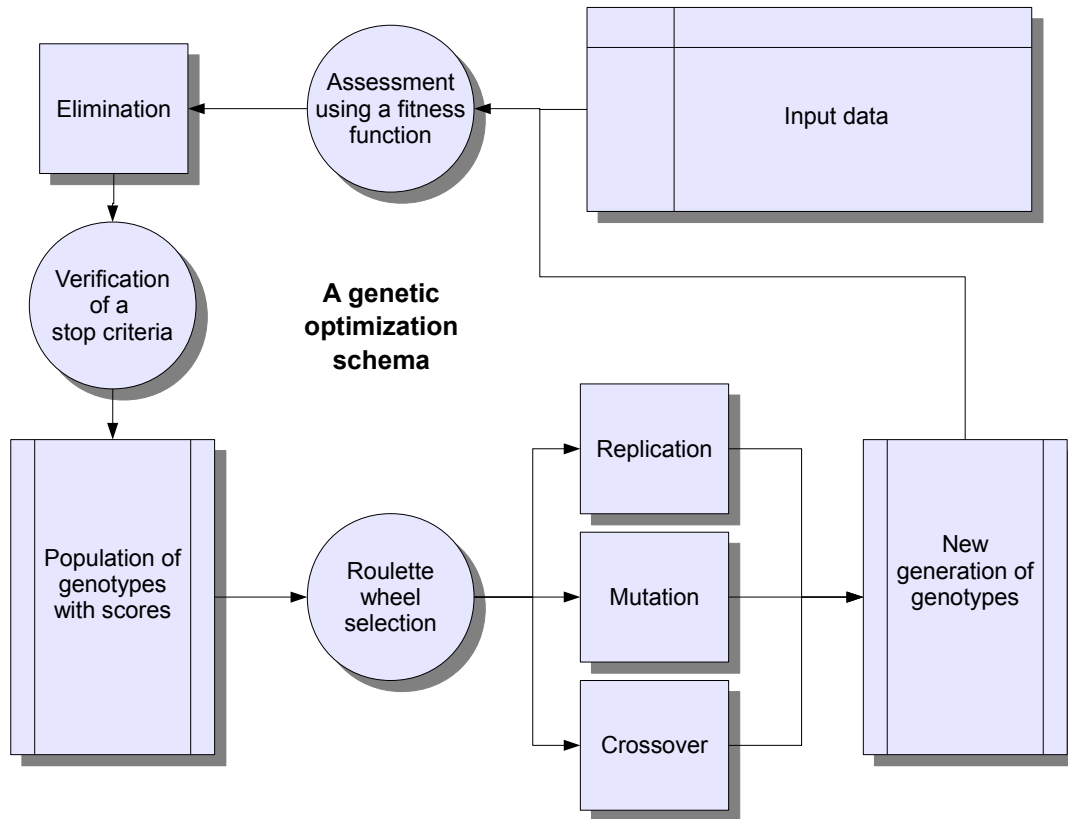 Elimination
Assessment
using a fitness
function
Input data
Verification
of a
stop criteria
A genetic
optimization
schema
Replication
Population of
genotypes
with scores
Roulette
wheel
selection
Mutation
New
generation of
genotypes
Crossover